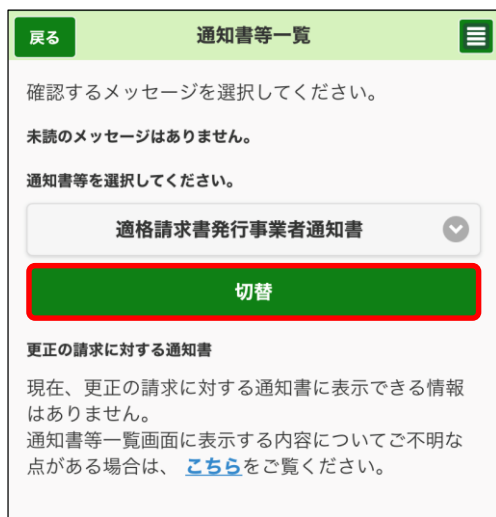 戻る
通知書等一覧
確認するメッセージを選択してください。
未読のメッセージはありません。
通知書等を選択してください。
適格請求書発行事業者通知書
切替
更正の請求に対する通知書
現在、更正の請求に対する通知書に表示できる情報
はありません。
通知書等一覧画面に表示する内容についてご不明な
点がある場合は、 こちらをご覧ください。